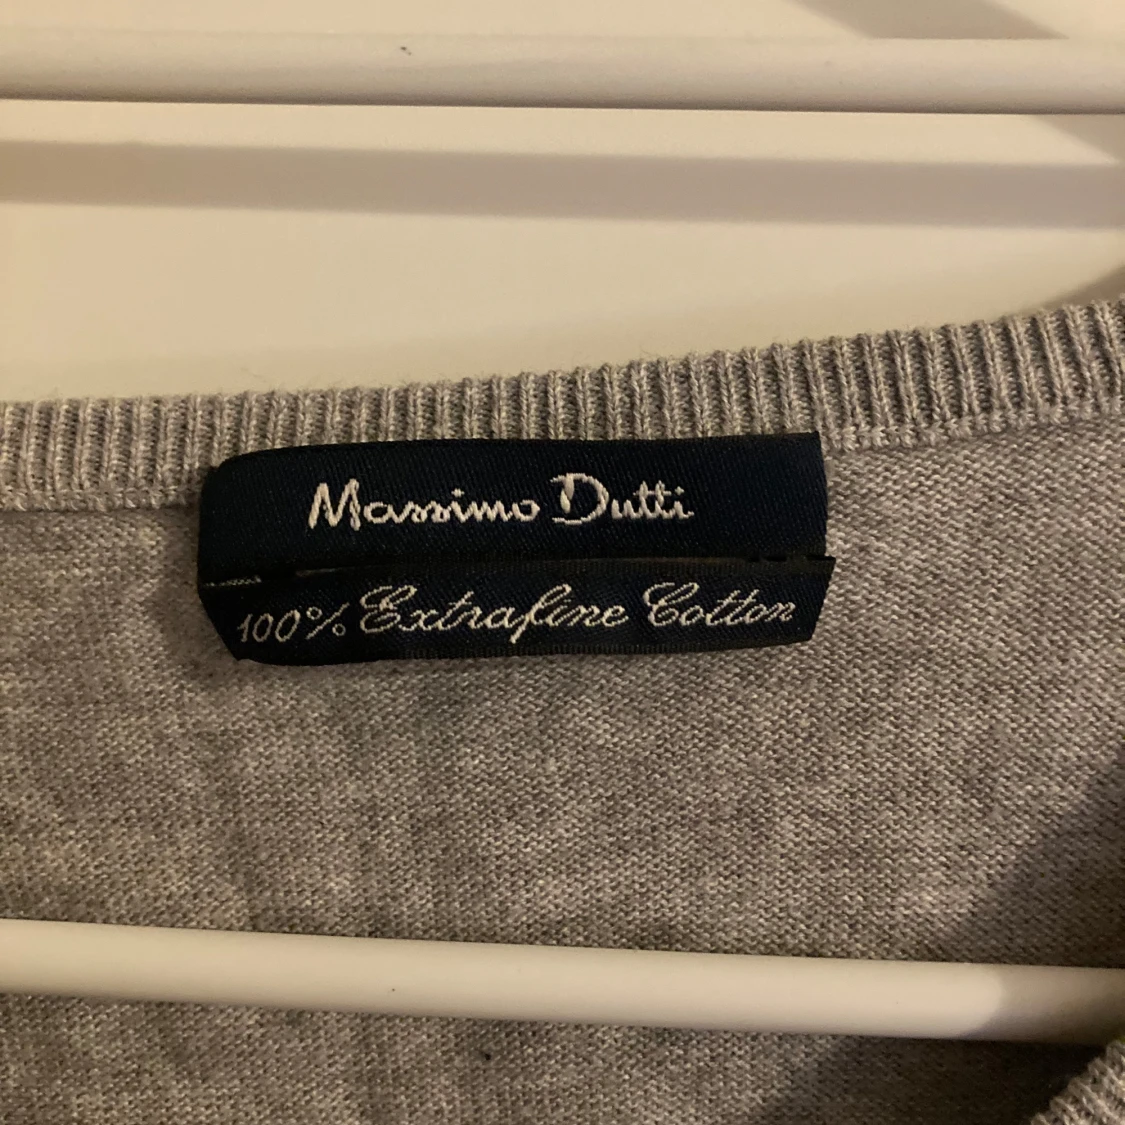 Massimo Dutti
100% Extrafine Cotton